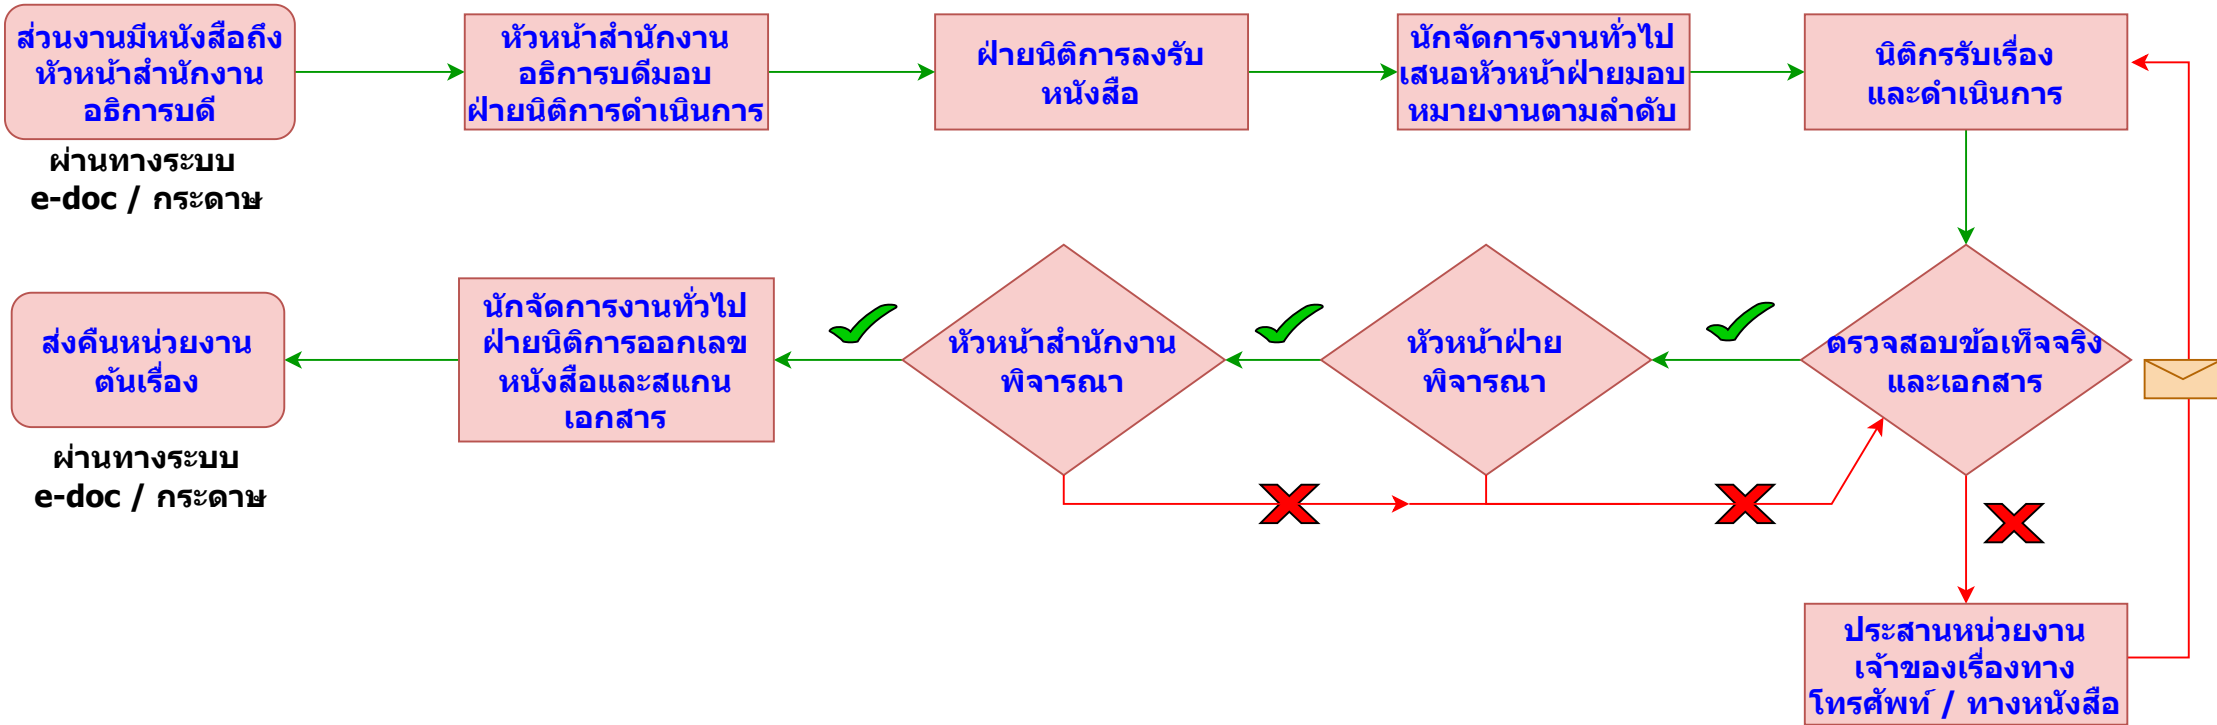 ส่วนงานมีหนังสือถึง
หัวหน้าสำนักงาน
อธิการบดี
ผ่านทางระบบ
e-doc / กระดาษ
หัวหน้าสำนักงาน
อธิการบดีมอบ
ฝ่ายนิติการดำเนินการ
ฝ่ายนิติการลงรับ
หนังสือ
นักจัดการงานทั่วไป
เสนอหัวหน้าฝ่ายมอบ
หมายงานตามลำดับ
นิติกรรับเรื่อง
และดำเนินการ
ส่งคืนหน่วยงาน
ต้นเรื่อง
ผ่านทางระบบ
e-doc / กระดาษ
นักจัดการงานทั่วไป
ฝ่ายนิติการออกเลข
หนังสือและสแกน
เอกสาร
หัวหน้าสำนักงาน
พิจารณา
หัวหน้าฝ่าย
พิจารณา
ตรวจสอบข้อเท็จจริง
และเอกสาร
ประสานหน่วยงาน
เจ้าของเรื่องทาง
โทรศัพท์ / ทางหนังสือ